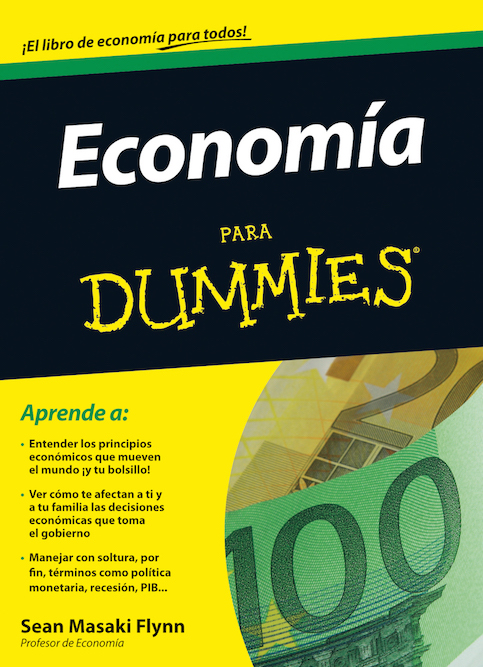 ¡El libro de economía para todos!
Economía
PARA
DUMMIES®
Aprende a:
• Entender los principios
económicos que mueven
el mundo ¡y tu bolsillo!
• Ver cómo te afectan a ti y
a tu familia las decisiones
económicas que toma
el gobierno
• Manejar con soltura, por
fin, términos como política
monetaria, recesión, PIB...
Sean Masaki Flynn
Profesor de Economía
20
100